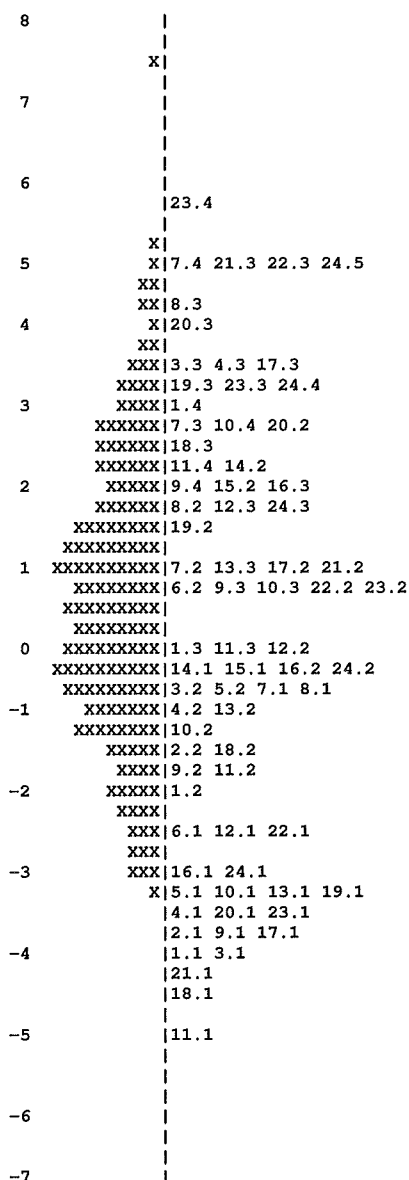 8 |
|
X|
|
7 |
|
|
|
6 |
|23.4
|
X|
5 X|7.4 21.3 22.3 24.5
XX|
XX|8.3
4 X|20.3
XX|
XXX|3.3 4.3 17.3
XXXX|19.3 23.3 24.4
3 XXXX|1.4
XXXXXX|7.3 10.4 20.2
XXXXXX|18.3
XXXXXX|11.4 14.2
2 XXXXX|9.4 15.2 16.3
XXXXXX|8.2 12.3 24.3
XXXXXXXX|19.2
XXXXXXXXX|
1 XXXXXXXXXX|7.2 13.3 17.2 21.2
XXXXXXXX|6.2 9.3 10.3 22.2 23.2
XXXXXXXXX|
XXXXXXXX|
0 XXXXXXXXX|1.3 11.3 12.2
XXXXXXXXXX|14.1 15.1 16.2 24.2
XXXXXXXXX|3.2 5.2 7.1 8.1
-1 XXXXXXX|4.2 13.2
XXXXXXXX|10.2
XXXXX|2.2 18.2
XXXX|9.2 11.2
-2 XXXXX|1.2
XXXX|
XXX|6.1 12.1 22.1
XXX|
-3 XXX|16.1 24.1
X|5.1 10.1 13.1 19.1
|4.1 20.1 23.1
|2.1 9.1 17.1
-4 |1.1 3.1
|21.1
|18.1
|
-5 |11.1
|
|
|
-6 |
|
|
-7 |